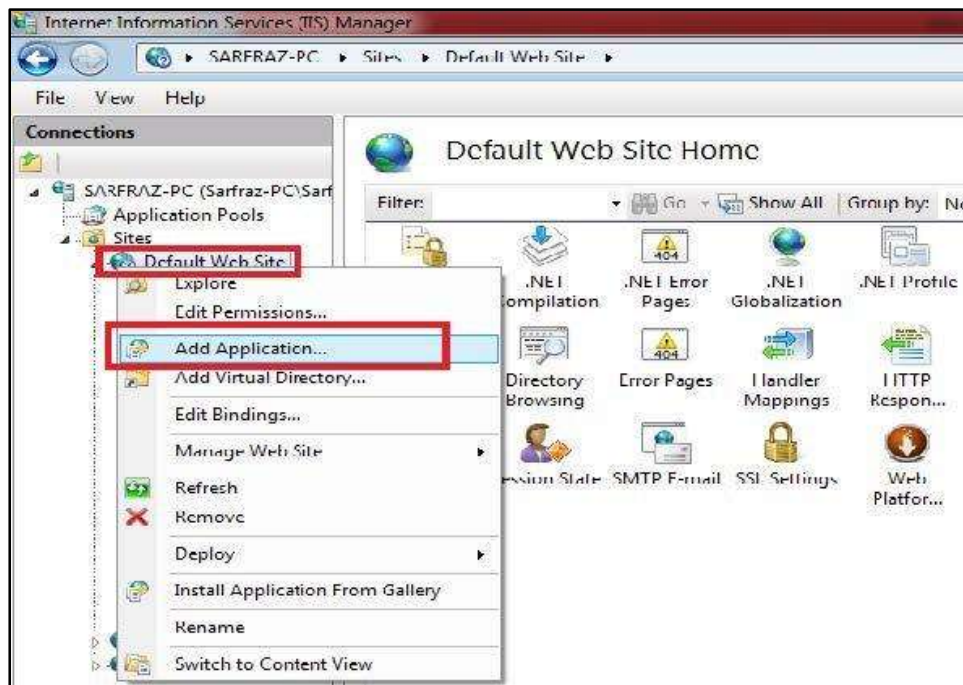 Internet Information Services (IIS) Manager
SARFRAZ-PC ▸ Sites ▸ Default Web Site ▸
File View Help
Connections
SARFRAZ-PC (Sarfraz-PC\Sarf
Application Pools
Sites
Default Web Site
Explore
Edit Permissions...
Add Application...
Add Virtual Directory...
Edit Bindings...
Manage Web Site
Refresh
Remove
Deploy
Install Application From Gallery
Rename
Switch to Content View
Default Web Site Home
Filter: Go Show All Group by: No
.NET .NET Error .NET .NET Profile
ompilation Pages Globalization
Directory Error Pages Handler HTTP
Browsing Mappings Respon...
ession State SMTP E-mail SSL Settings Web
Platfor...